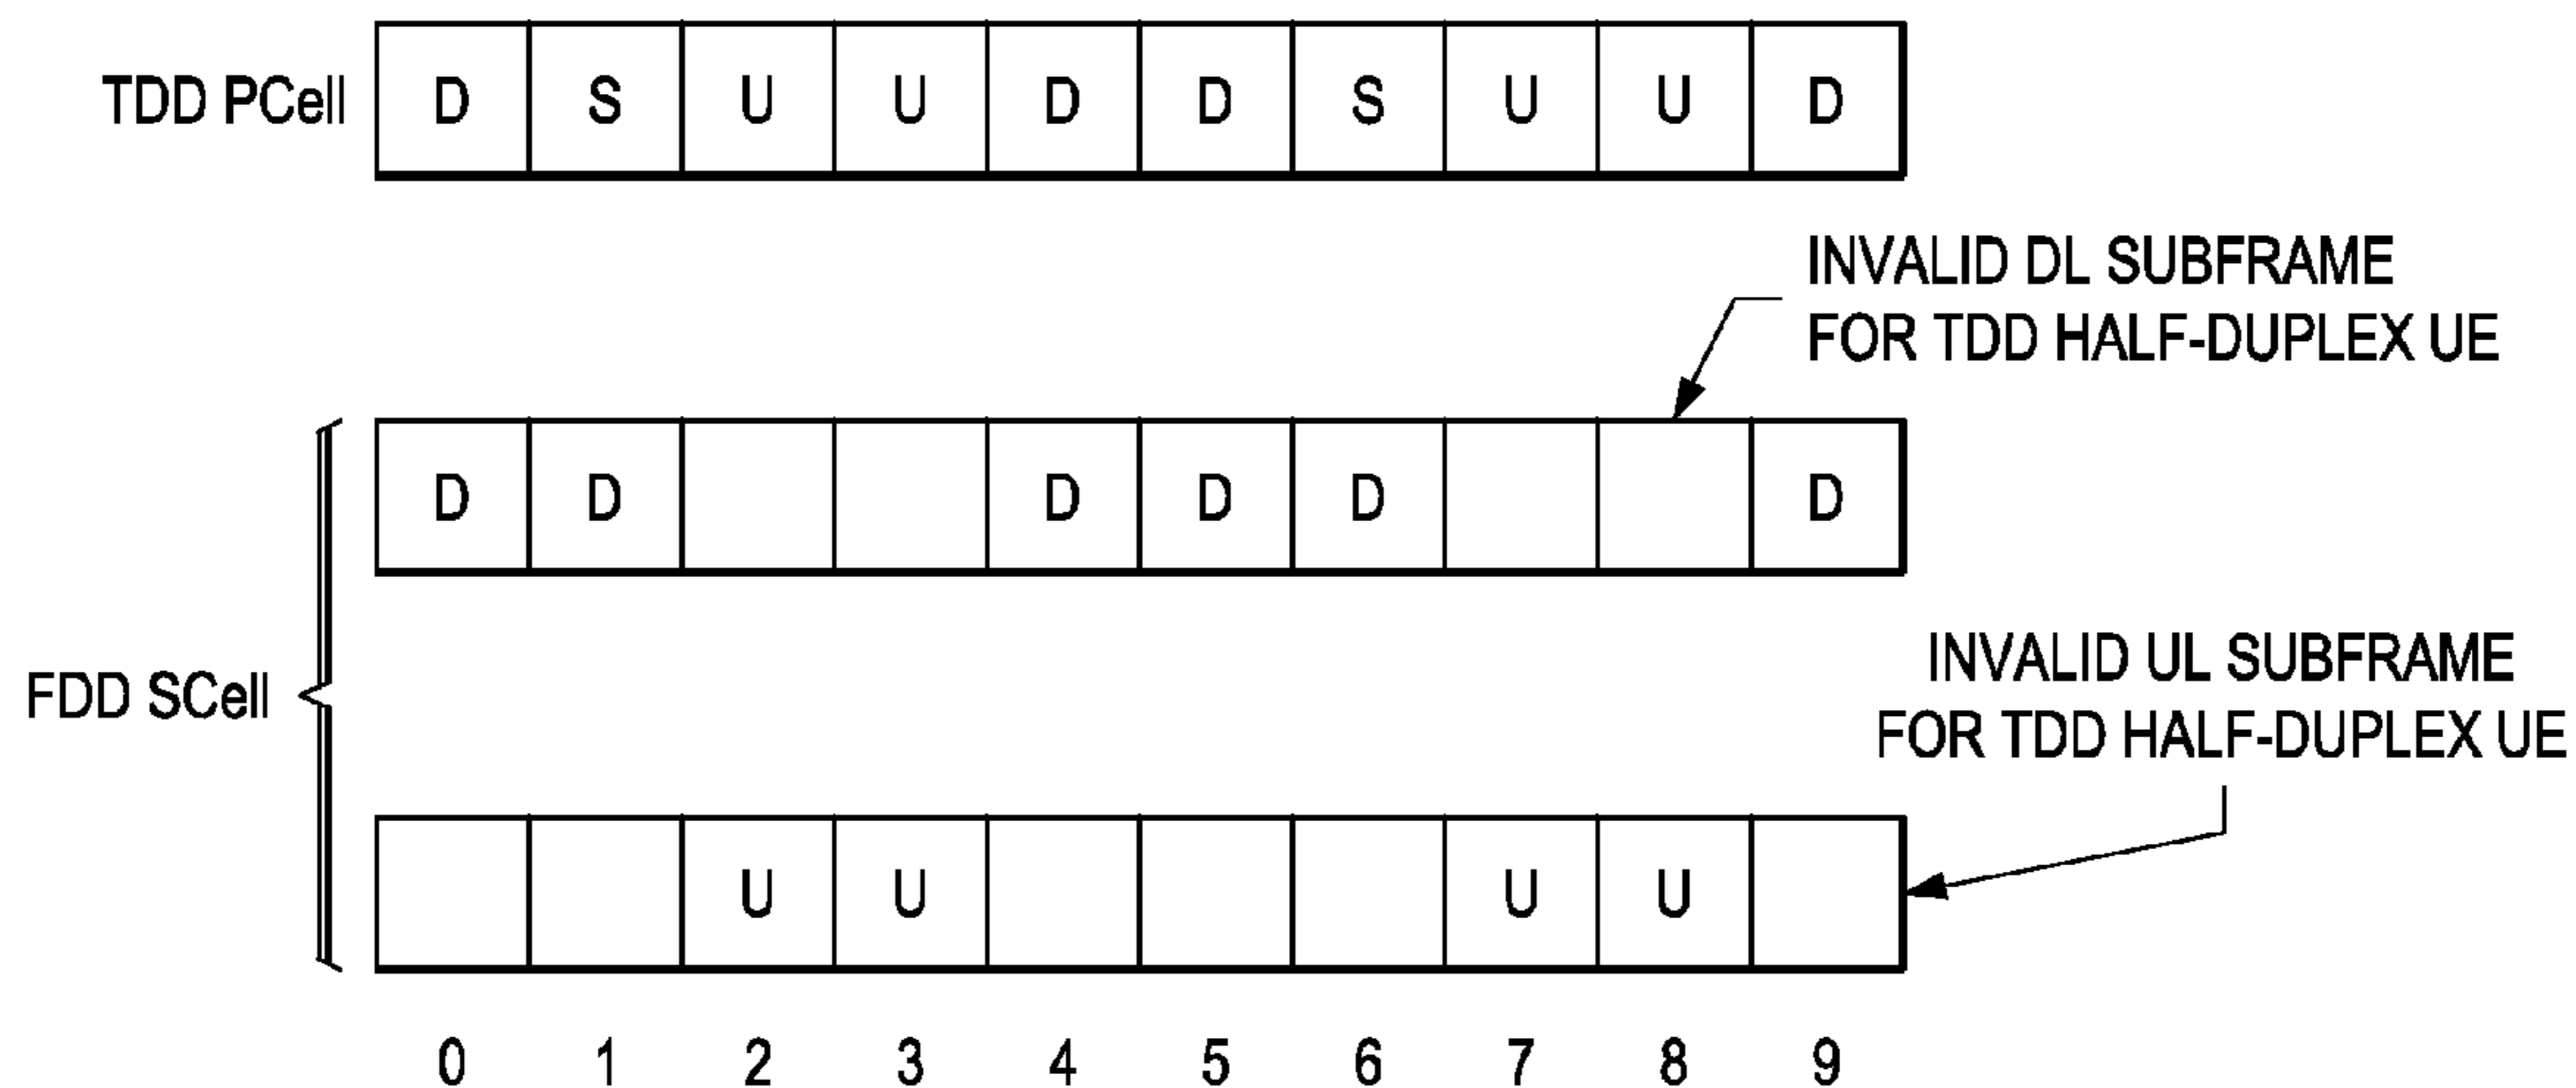 TDD PCell D S U U D D S U U D
INVALID DL SUBFRAME
FOR TDD HALF-DUPLEX UE
D D D D D D
INVALID UL SUBFRAME
FDD SCell
FOR TDD HALF-DUPLEX UE
U U U U
0 1 2 3 4 5 6 7 8 9